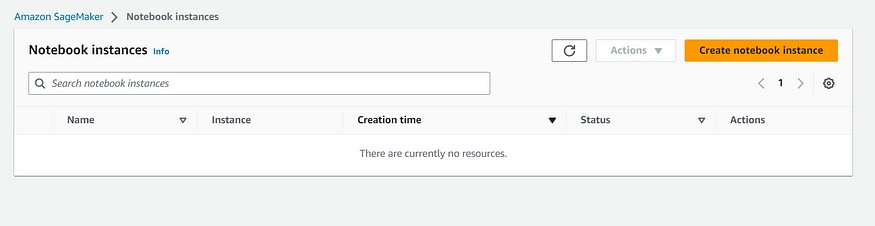 Amazon SageMaker > Notebook instances
Notebook instances Info Actions Create notebook instance
Search notebook instances 1
Name Instance Creation time Status Actions
There are currently no resources.